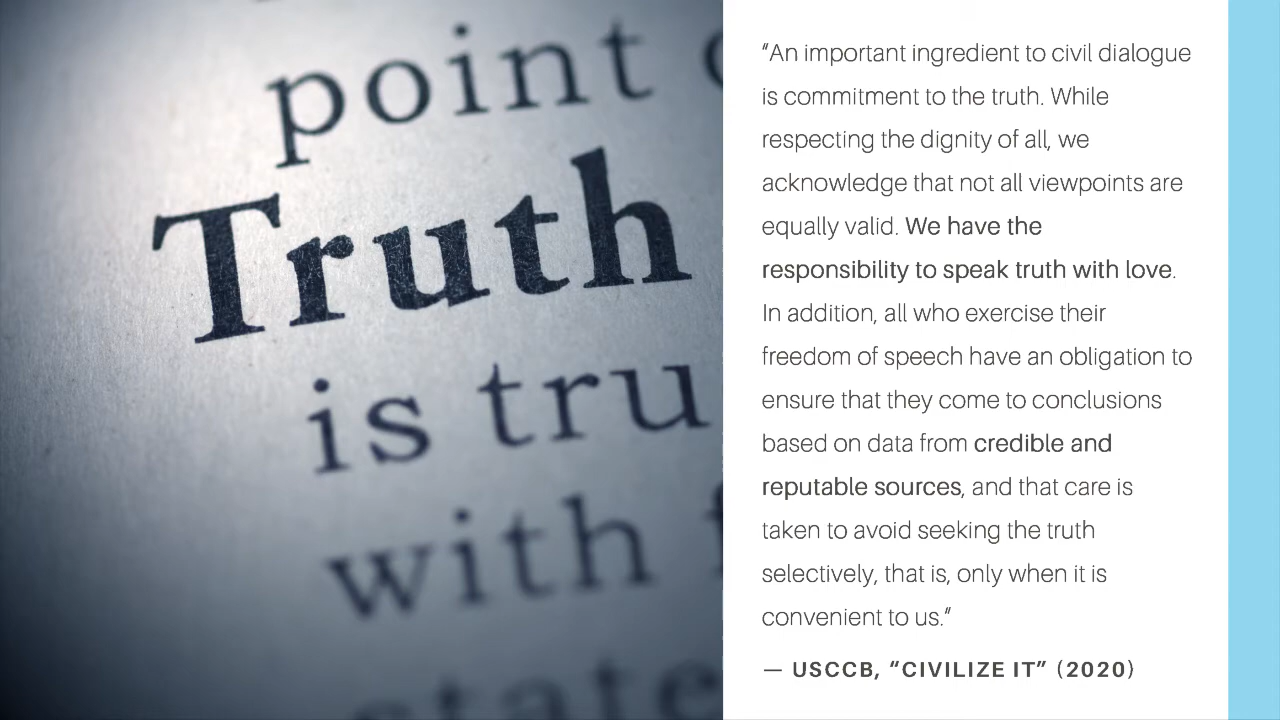 point
Truth
is tru
with f
state
“An important ingredient to civil dialogue
is commitment to the truth. While
respecting the dignity of all, we
acknowledge that not all viewpoints are
equally valid. We have the
responsibility to speak truth with love.
In addition, all who exercise their
freedom of speech have an obligation to
ensure that they come to conclusions
based on data from credible and
reputable sources, and that care is
taken to avoid seeking the truth
selectively, that is, only when it is
convenient to us.”
— USCCB, “CIVILIZE IT” (2020)